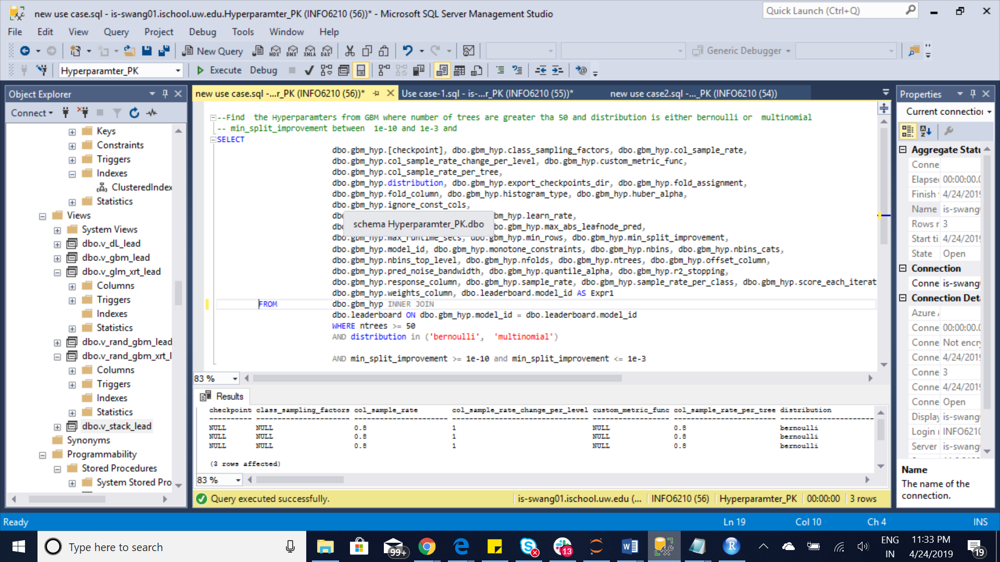 new use case.sql - is-swang01.ischool.uw.edu.Hyperparamter_PK (INFO6210 (56))* - Microsoft SQL Server Management Studio
Quick Launch (Ctrl+Q)
File Edit View Query Project Debug Tools Window Help
New Query MDX DMX XMLA DAX Generic Debugger
Hyperparamter_PK Execute Debug
Object Explorer
Connect
Keys
Constraints
Triggers
Indexes
ClusteredIndex
Statistics
Views
System Views
dbo.v_dL_lead
dbo.v_gbm_lead
dbo.v_glm_xrt_lead
Columns
Triggers
Indexes
Statistics
dbo.v_rand_gbm_lead
dbo.v_rand_gbm_xrt_l
Columns
Triggers
Indexes
Statistics
dbo.v_stack_lead
Synonyms
Programmability
Stored Procedures
System Stored Pro
new use case.sql -...r_PK (INFO6210 (56))* Use case-1.sql - is-...r_PK (INFO6210 (55))* new use case2.sql -..._PK (INFO6210 (54))
--Find  the Hyperparamters from GBM where number of trees are greater tha 50 and distribution is either bernoulli or  multinomial
-- min_split_improvement between  1e-10 and 1e-3 and
SELECT
dbo.gbm_hyp.[checkpoint], dbo.gbm_hyp.class_sampling_factors, dbo.gbm_hyp.col_sample_rate,
dbo.gbm_hyp.col_sample_rate_change_per_level, dbo.gbm_hyp.custom_metric_func,
dbo.gbm_hyp.col_sample_rate_per_tree,
dbo.gbm_hyp.distribution, dbo.gbm_hyp.export_checkpoints_dir, dbo.gbm_hyp.fold_assignment,
dbo.gbm_hyp.fold_column, dbo.gbm_hyp.histogram_type, dbo.gbm_hyp.huber_alpha,
dbo.gbm_hyp.ignore_const_cols,
dbo bm_hyp.learn_rate,
schema Hyperparamter_PK.dbo
dbo bo.gbm_hyp.max_abs_leafnode_pred,
dbo.gbm_hyp.max_runtime_secs, dbo.gbm_hyp.min_rows, dbo.gbm_hyp.min_split_improvement,
dbo.gbm_hyp.model_id, dbo.gbm_hyp.monotone_constraints, dbo.gbm_hyp.nbins, dbo.gbm_hyp.nbins_cats,
dbo.gbm_hyp.nbins_top_level, dbo.gbm_hyp.nfolds, dbo.gbm_hyp.ntrees, dbo.gbm_hyp.offset_column,
dbo.gbm_hyp.pred_noise_bandwidth, dbo.gbm_hyp.quantile_alpha, dbo.gbm_hyp.r2_stopping,
dbo.gbm_hyp.response_column, dbo.gbm_hyp.sample_rate, dbo.gbm_hyp.sample_rate_per_class, dbo.gbm_hyp.score_each_iterat
dbo.gbm_hyp.weights_column, dbo.leaderboard.model_id AS Expr1
FROM dbo.gbm_hyp INNER JOIN
dbo.leaderboard ON dbo.gbm_hyp.model_id = dbo.leaderboard.model_id
WHERE ntrees >= 50
AND distribution in ('bernoulli',  'multinomial')
AND min_split_improvement >= 1e-10 and min_split_improvement <= 1e-3
83 %
Results
checkpoint class_sampling_factors col_sample_rate col_sample_rate_change_per_level custom_metric_func col_sample_rate_per_tree distribution
NULL NULL 0.8 1 NULL 0.8 bernoulli
NULL NULL 0.8 1 NULL 0.8 bernoulli
NULL NULL 0.8 1 NULL 0.8 bernoulli
(3 rows affected)
83 %
Query executed successfully. is-swang01.ischool.uw.edu (... INFO6210 (56) Hyperparamter_PK 00:00:00 3 rows
Properties
Current connection
Aggregate Statu
Conne
Elapse 00:00:00.0
Finish 4/24/2019
Name is-swang
Rows r 3
Start ti 4/24/2019
State Open
Connection
Conne is-swang
Connection Det
Azure
Conne 00:00:00.0
Conne Not encry
Conne 4/24/2019
Conne 3
Conne 4/24/2019
Conne Open
Display is-swang
Login INFO6210
Server is-swang
Name
The name of the
connection.
Ready Ln 19 Col 10 Ch 4 INS
Type here to search 99+ 13 R ENG IN 11:33 PM 4/24/2019 19